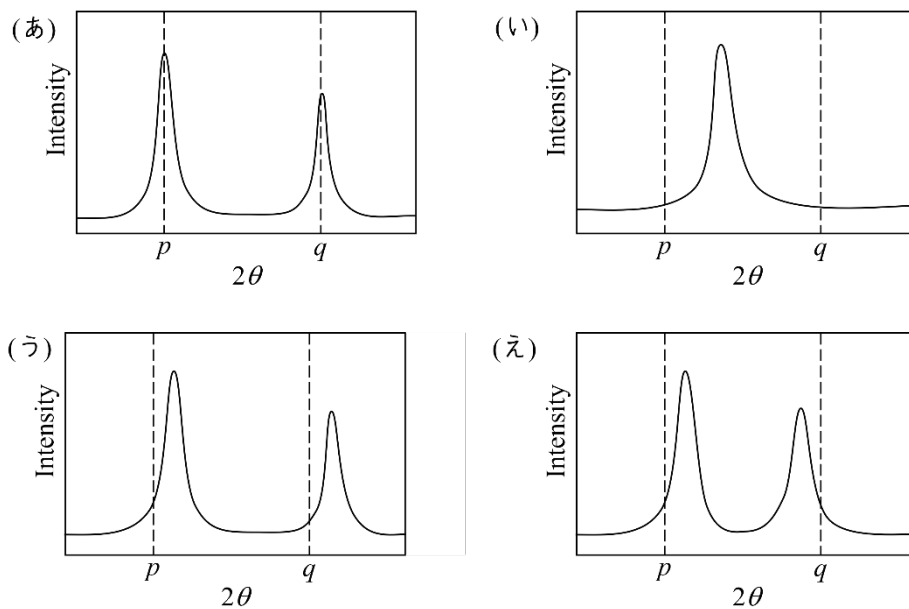 (あ)
Intensity
p
q
2θ
(い)
Intensity
p
q
2θ
(う)
Intensity
p
q
2θ
(え)
Intensity
p
q
2θ